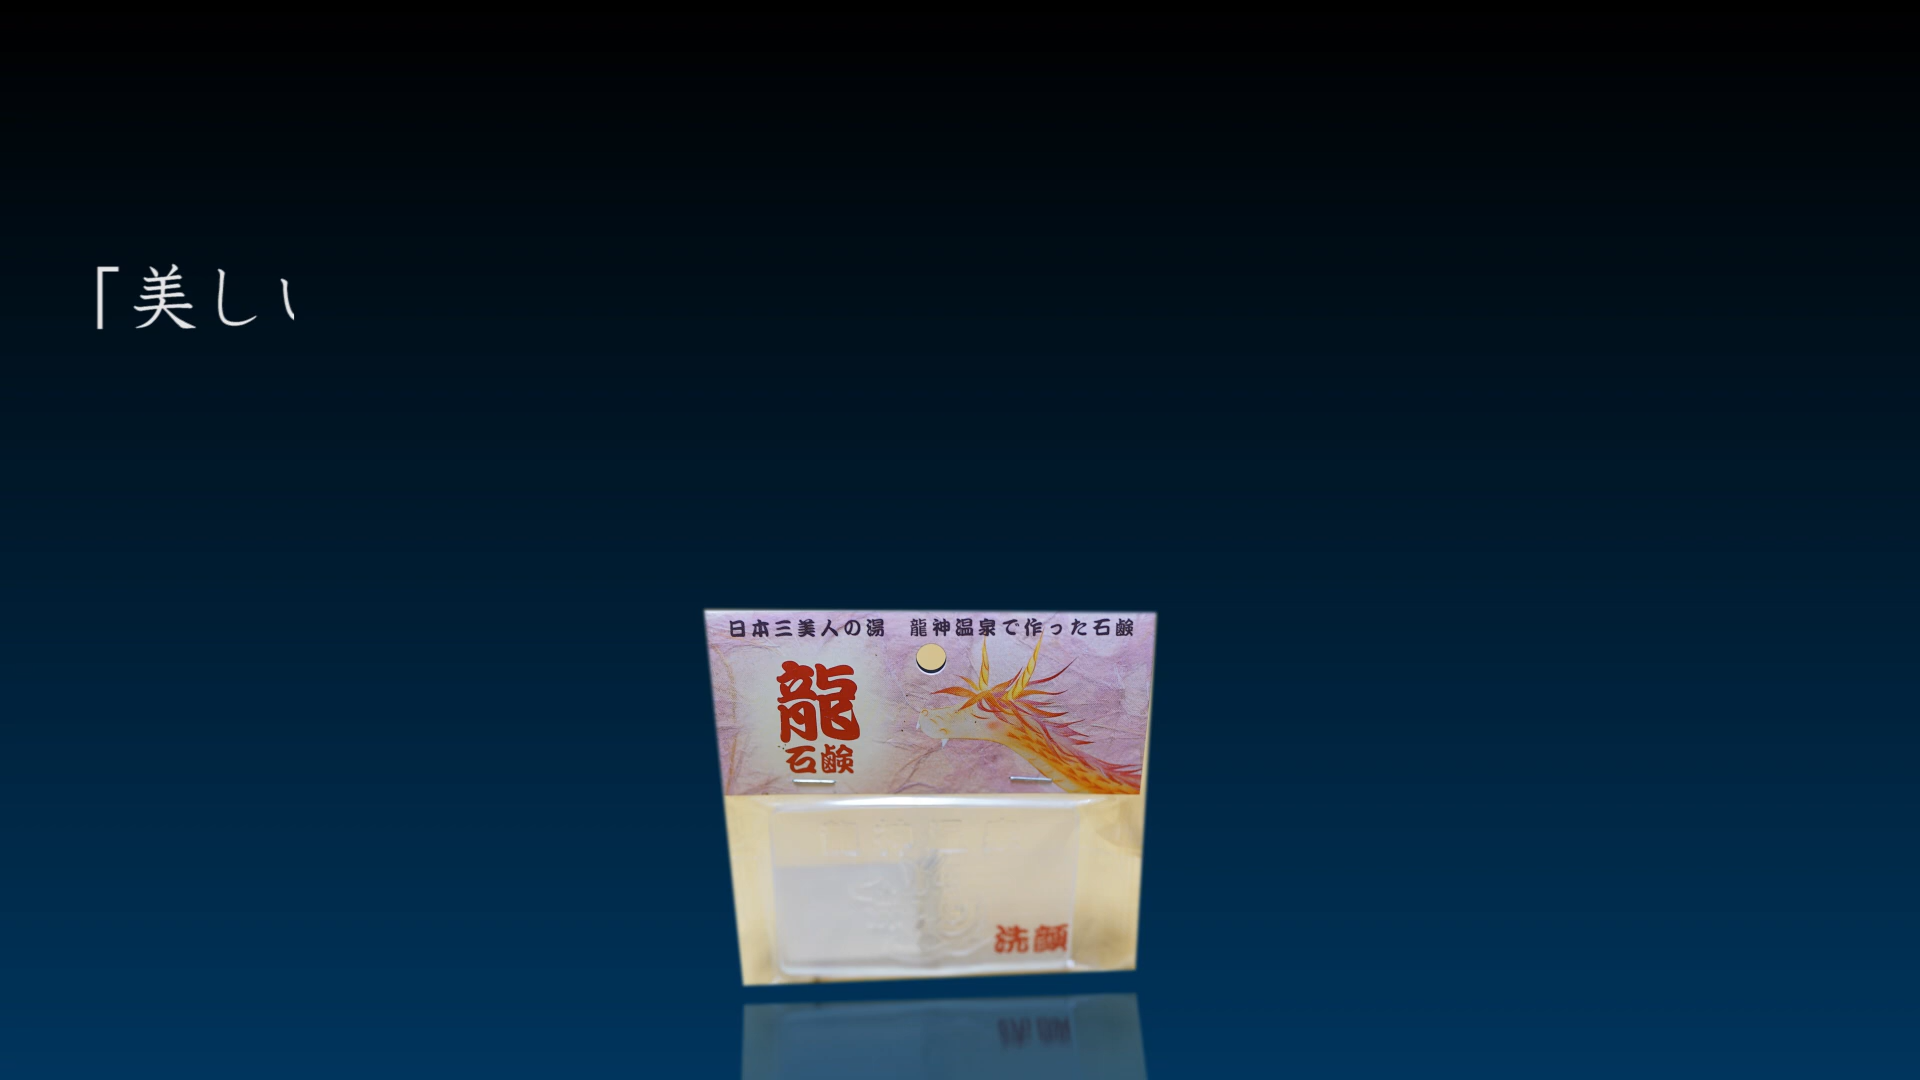 「美しい
日本三美人の湯　龍神温泉で作った石鹸
龍
石鹸
洗顔